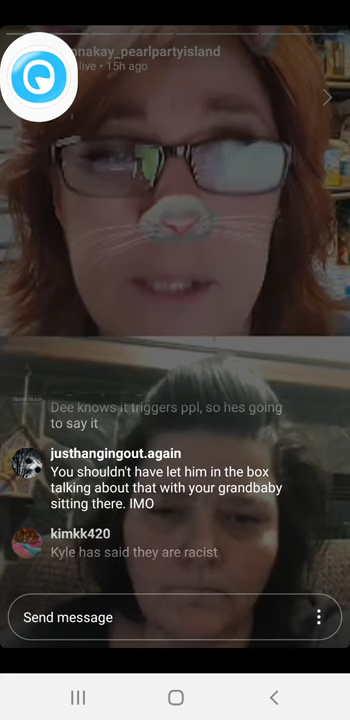 nnakay_pearlpartyisland
live • 15h ago
Dee knows it triggers ppl, so hes going
to say it
justhangingout.again
You shouldn't have let him in the box
talking about that with your grandbaby
sitting there. IMO
kimkk420
Kyle has said they are racist
Send message